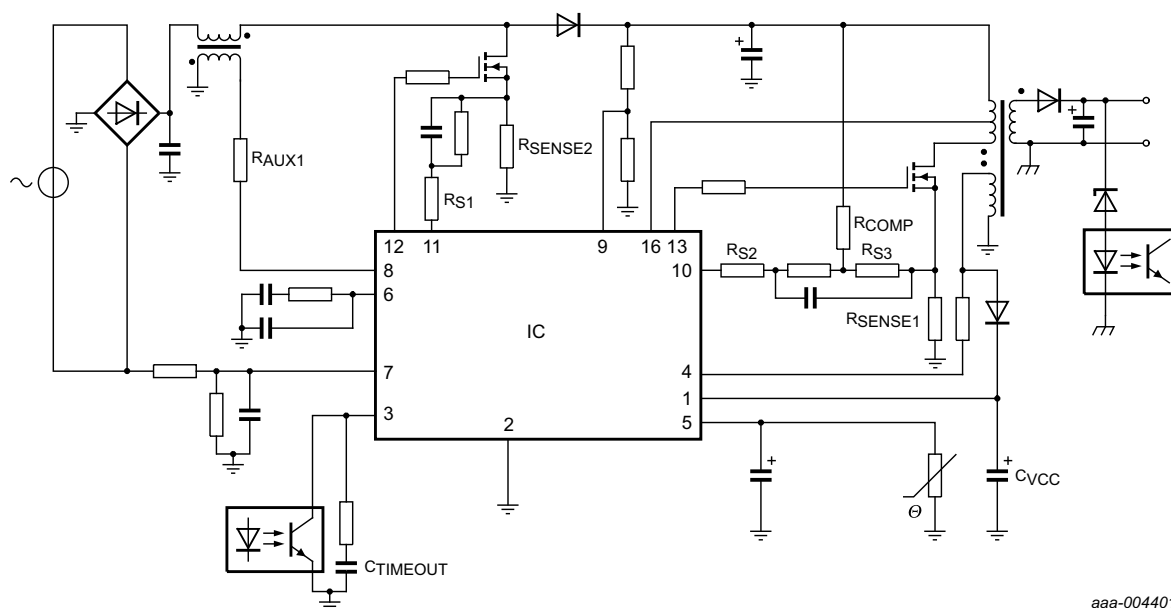 RAUX1
RSENSE2
RS1
12
11
9
16
13
RCOMP
8
10
RS2
RS3
6
RSENSE1
IC
7
4
1
3
2
5
CVCC
Θ
CTIMEOUT
aaa-004401